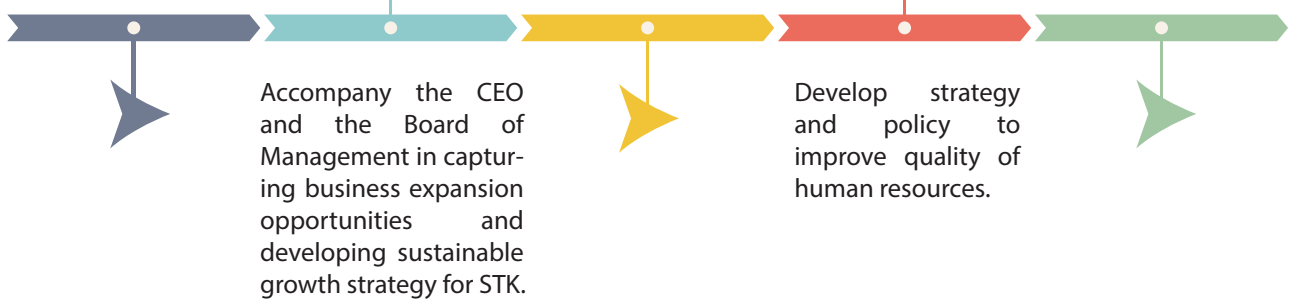 Accompany the CEO
and the Board of
Management in captur-
ing business expansion
opportunities and
developing sustainable
growth strategy for STK.
Develop strategy
and policy to
improve quality of
human resources.